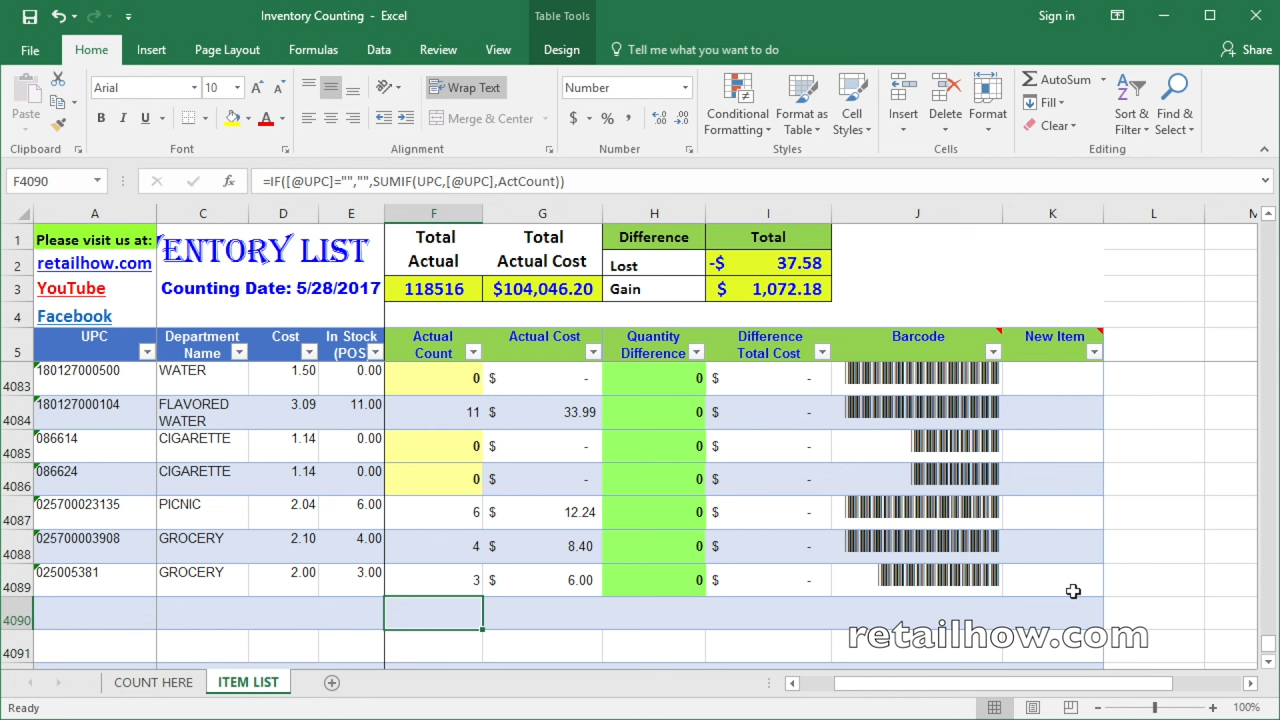 Inventory Counting - Excel
Table Tools
Sign in
File
Home
Insert
Page Layout
Formulas
Data
Review
View
Design
Tell me what you want to do
Share
Paste
Clipboard
Arial
10
B I U
Font
Wrap Text
Merge & Center
Alignment
Number
$ % ,
Number
Conditional
Formatting
Format as
Table
Cell
Styles
Styles
Insert
Delete
Format
Cells
AutoSum
Fill
Clear
Sort &
Filter
Find &
Select
Editing
F4090
fx
=IF([@UPC]="","",SUMIF(UPC,[@UPC],ActCount))
A C D E F G H I J K L M
1 Please visit us at:
2 retailhow.com
3 YouTube
4 Facebook
ENTORY LIST
Counting Date: 5/28/2017
Total
Actual
118516
Total
Actual Cost
$104,046.20
Difference Total
Lost -$ 37.58
Gain $ 1,072.18
5 UPC
Department
Name
Cost
In Stock
(POS
Actual
Count
Actual Cost
Quantity
Difference
Difference
Total Cost
Barcode
New Item
4083 180127000500 WATER 1.50 0.00 0 $ - 0 $ -
4084 180127000104 FLAVORED 3.09 11.00 11 $ 33.99 0 $ -
WATER
4085 086614 CIGARETTE 1.14 0.00 0 $ - 0 $ -
4086 086624 CIGARETTE 1.14 0.00 0 $ - 0 $ -
4087 025700023135 PICNIC 2.04 6.00 6 $ 12.24 0 $ -
4088 025700003908 GROCERY 2.10 4.00 4 $ 8.40 0 $ -
4089 025005381 GROCERY 2.00 3.00 3 $ 6.00 0 $ -
4090
4091
retailhow.com
COUNT HERE
ITEM LIST
Ready
100%